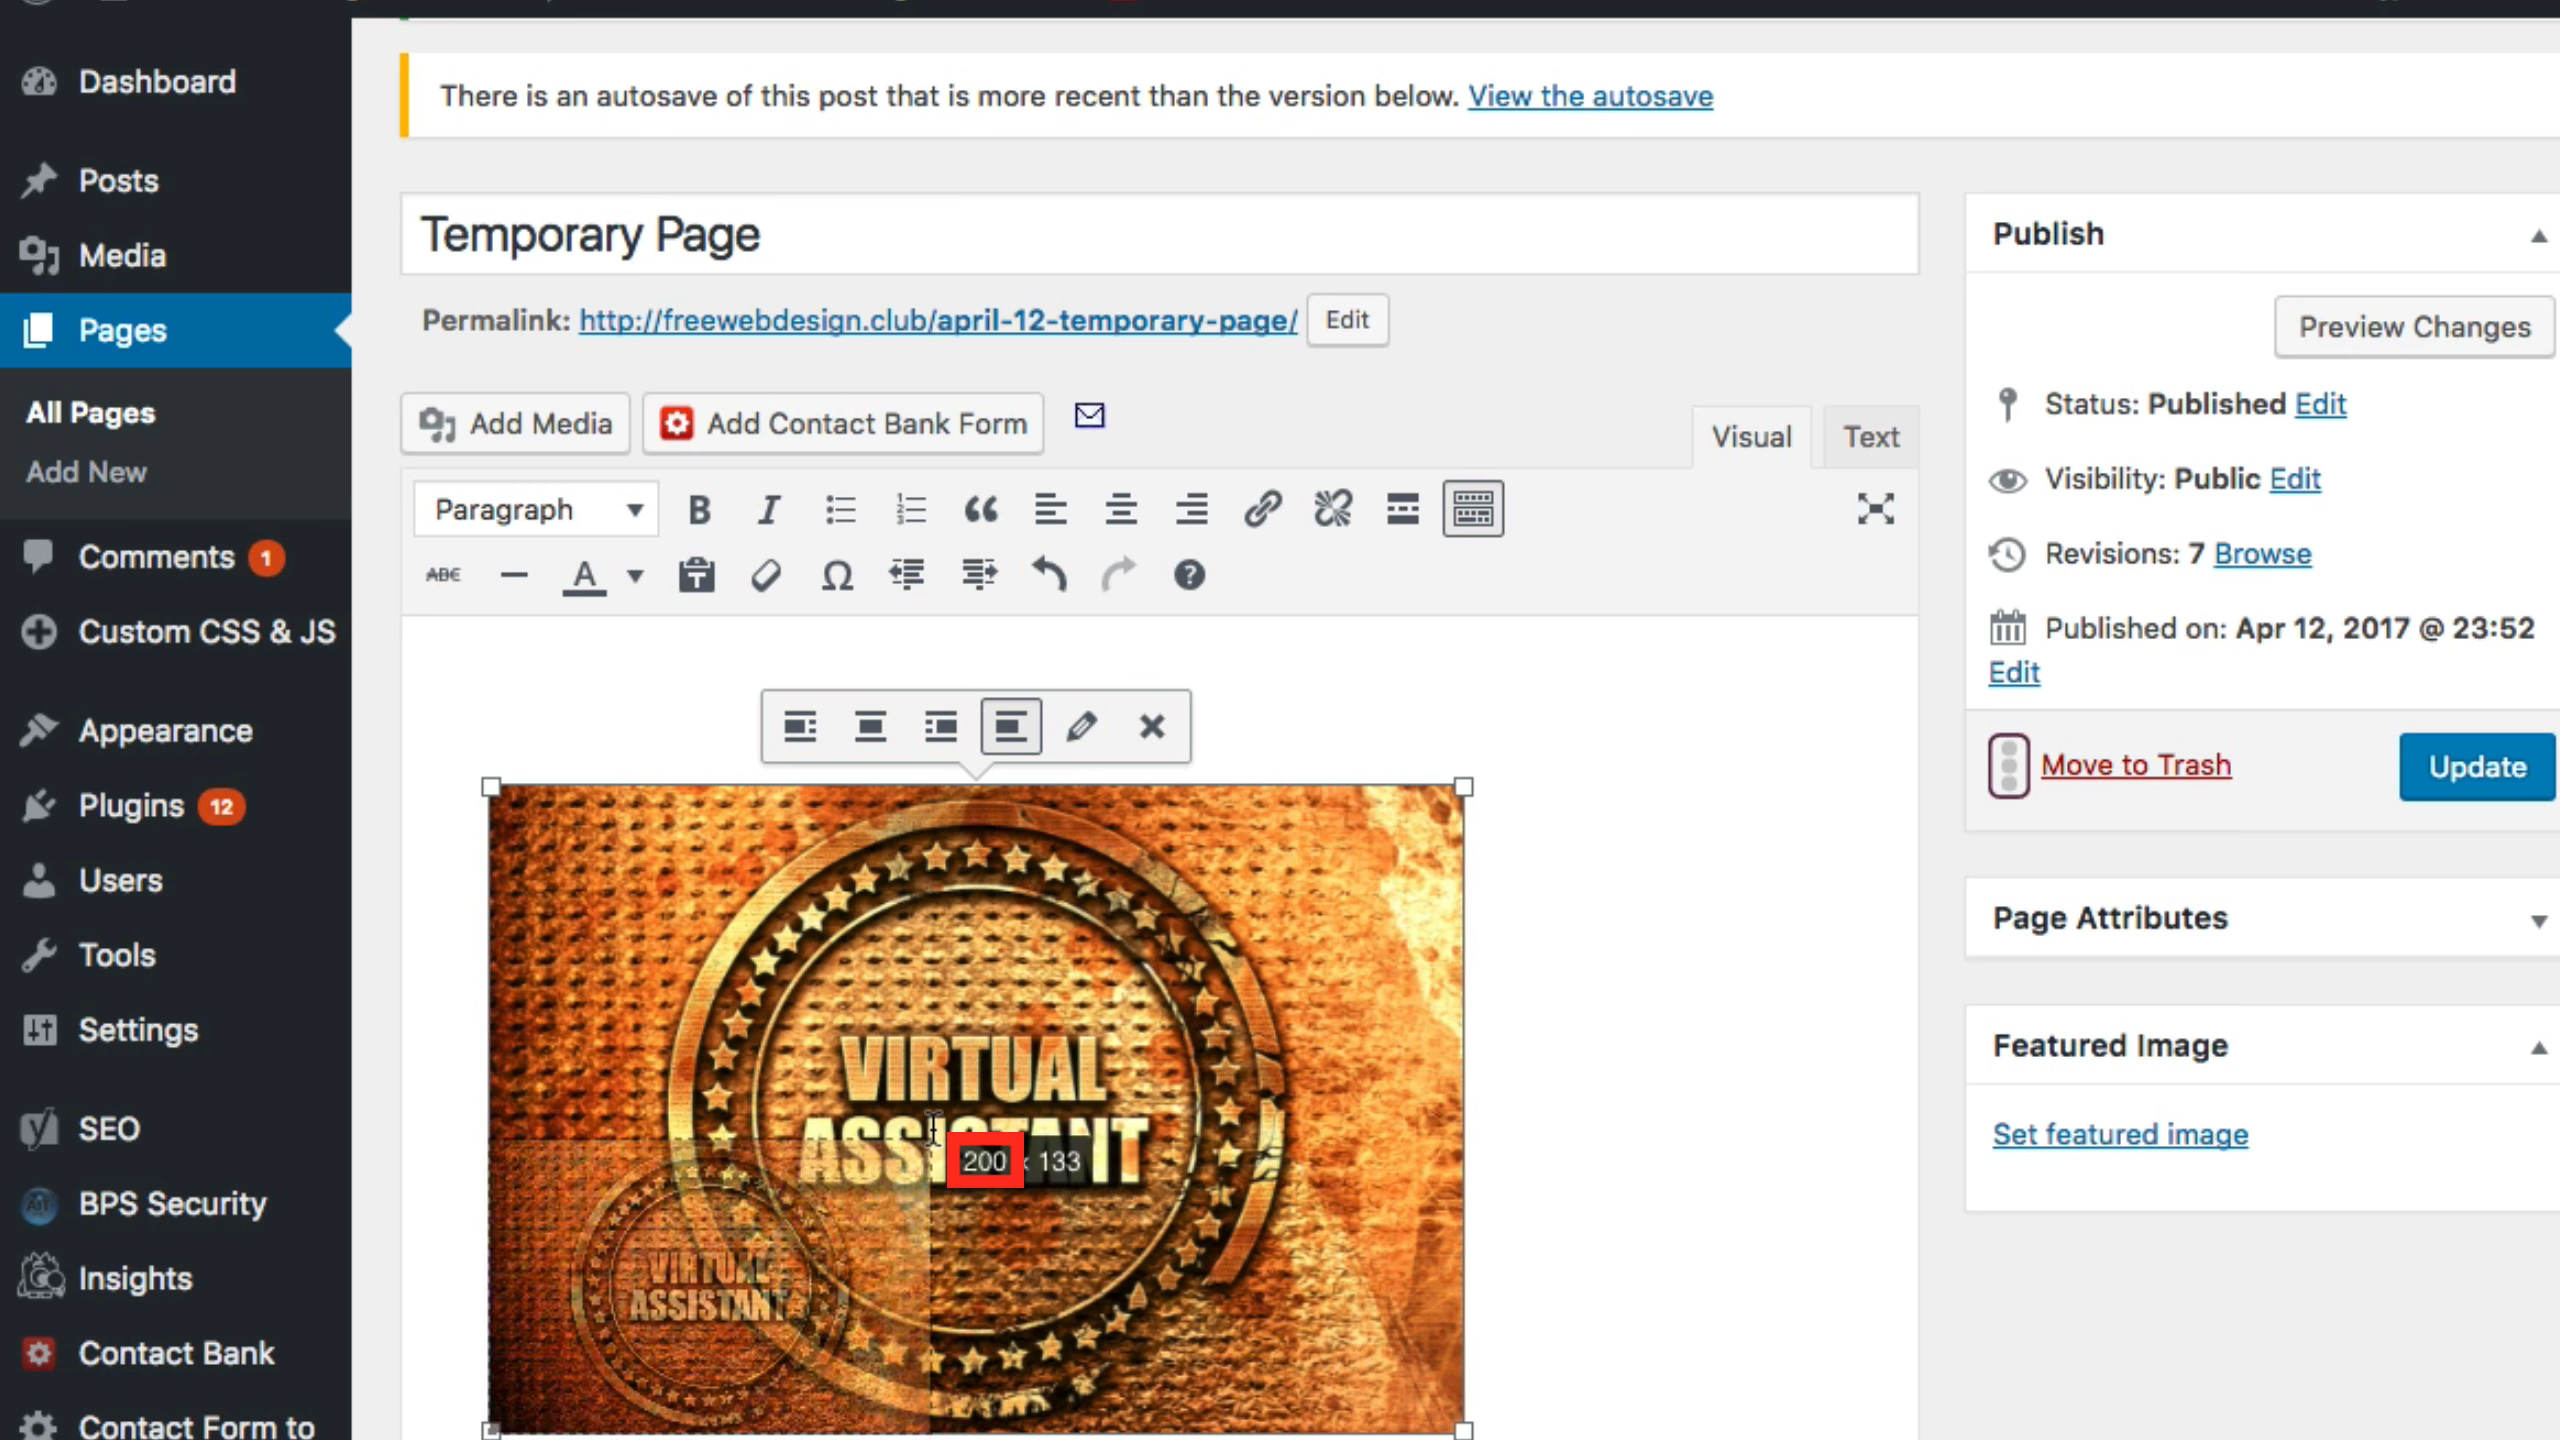 Dashboard
Posts
Media
Pages
All Pages
Add New
Comments 1
Custom CSS & JS
Appearance
Plugins 12
Users
Tools
Settings
SEO
BPS Security
Insights
Contact Bank
Contact Form to
There is an autosave of this post that is more recent than the version below. View the autosave
Temporary Page
Permalink: http://freewebdesign.club/april-12-temporary-page/ Edit
Add Media Add Contact Bank Form
Visual Text
Paragraph
ABC
VIRTUAL
ASSISTANT
200 × 133
VIRTUAL
ASSISTANT
Publish
Preview Changes
Status: Published Edit
Visibility: Public Edit
Revisions: 7 Browse
Published on: Apr 12, 2017 @ 23:52
Edit
Move to Trash Update
Page Attributes
Featured Image
Set featured image